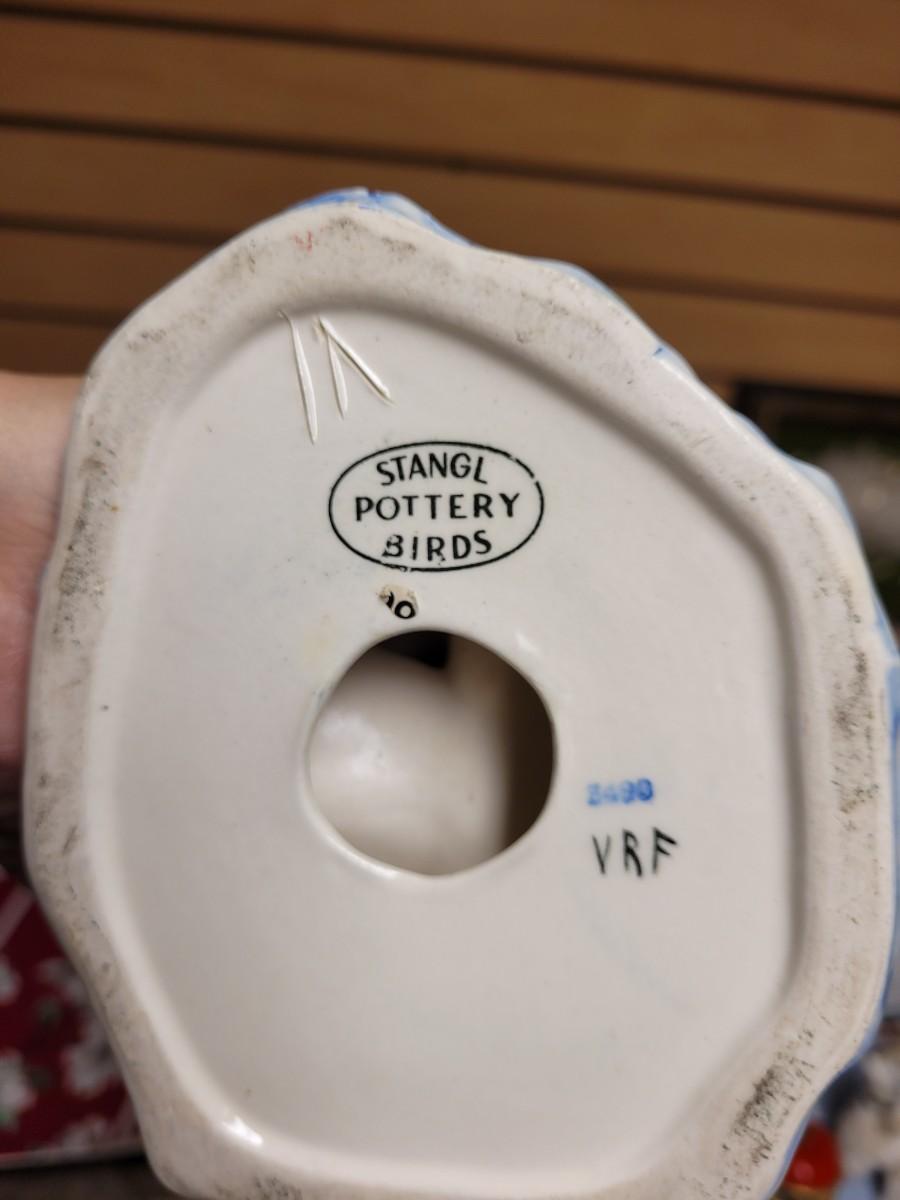 STANGL
POTTERY
BIRDS
3490
VRF